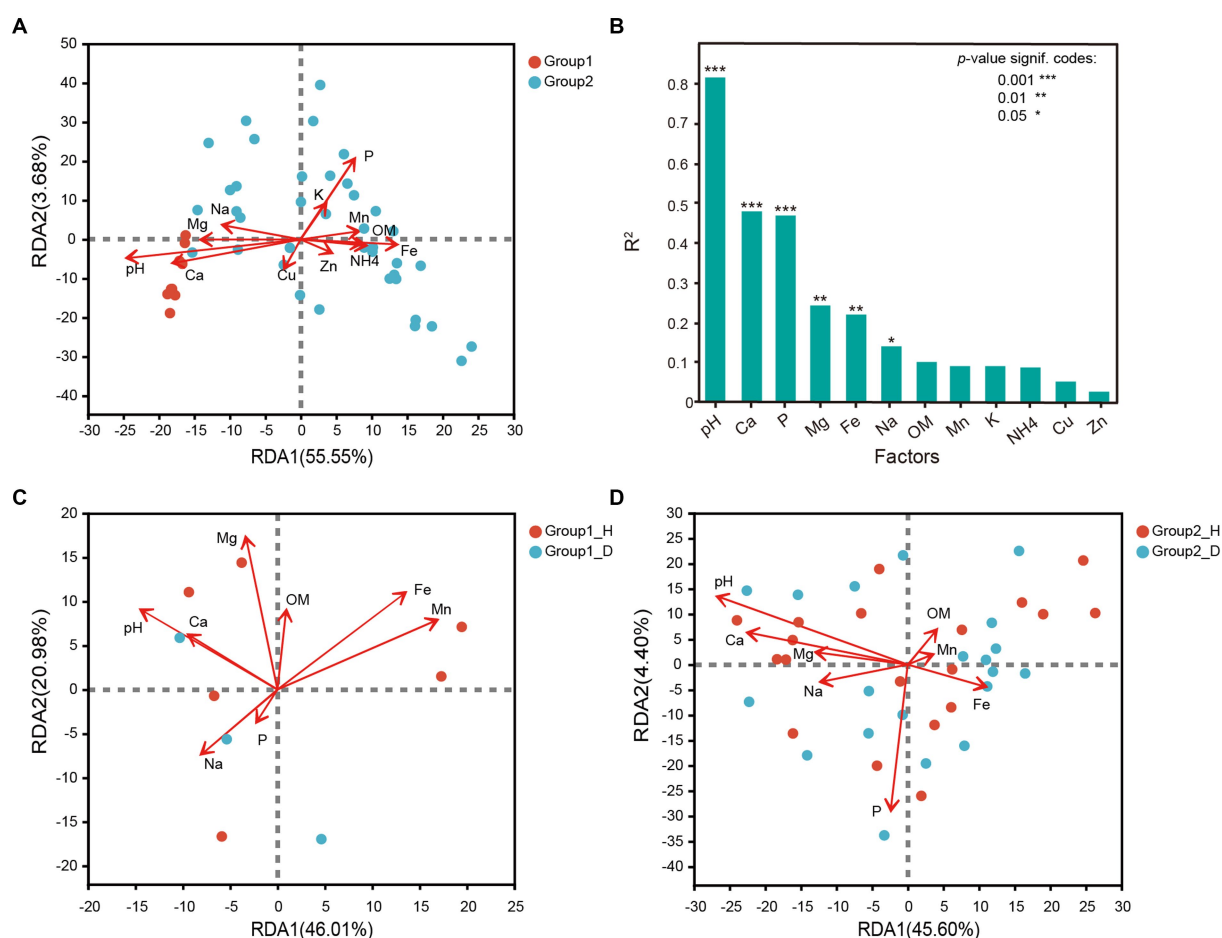 A
50
40
30
20
10
0
-10
-20
-30
-40
-30 -25 -20 -15 -10 -5 0 5 10 15 20 25 30
RDA1(55.55%)
RDA2(3.68%)
Group1
Group2
P
K
Na
Mn
Mg
OM
Fe
pH
Ca
Cu
Zn
NH4
B
p-value signif. codes:
0.001 ***
0.01 **
0.05 *
0.8
0.7
0.6
0.5
0.4
0.3
0.2
0.1
0
R²
***
***
***
**
**
*
pH Ca P Mg Fe Na OM Mn K NH4 Cu Zn
Factors
C
20
15
10
5
0
-5
-10
-15
-20
-20 -15 -10 -5 0 5 10 15 20 25
RDA1(46.01%)
RDA2(20.98%)
Group1_H
Group1_D
Mg
OM
Fe
Mn
pH
Ca
P
Na
D
30
25
20
15
10
5
0
-5
-10
-15
-20
-25
-30
-35
-40
-30 -25 -20 -15 -10 -5 0 5 10 15 20 25 30
RDA1(45.60%)
RDA2(4.40%)
Group2_H
Group2_D
pH
OM
Ca
Mn
Mg
Na
Fe
P